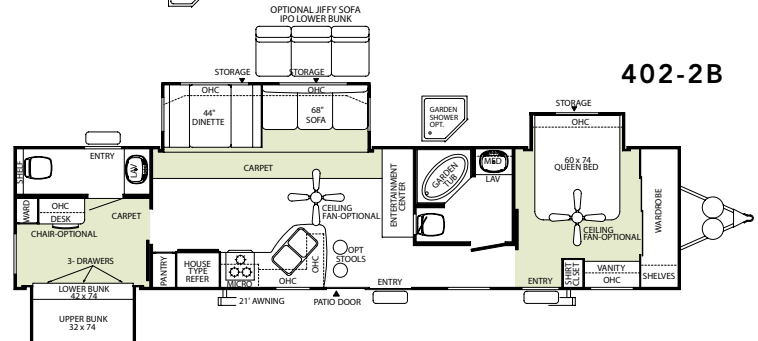 OPTIONAL JIFFY SOFA
IPO LOWER BUNK
402-2B
STORAGE
STORAGE
OHC
OHC
44"
DINETTE
68"
SOFA
GARDEN
SHOWER
OPT.
STORAGE
OHC
60 x 74
QUEEN BED
SHELF
ENTRY
LAV
CARPET
ENTERTAINMENT
CENTER
GARDEN
TUB
MED
LAV
WARDROBE
WARD
OHC
DESK
CARPET
CHAIR-OPTIONAL
CEILING
FAN-OPTIONAL
CEILING
FAN-OPTIONAL
3- DRAWERS
PANTRY
HOUSE
TYPE
REFER
MICRO
OHC
OHC
OPT
STOOLS
ENTRY
ENTRY
SHIRT
CLSET
VANITY
OHC
SHELVES
LOWER BUNK
42 x 74
UPPER BUNK
32 x 74
21' AWNING
PATIO DOOR